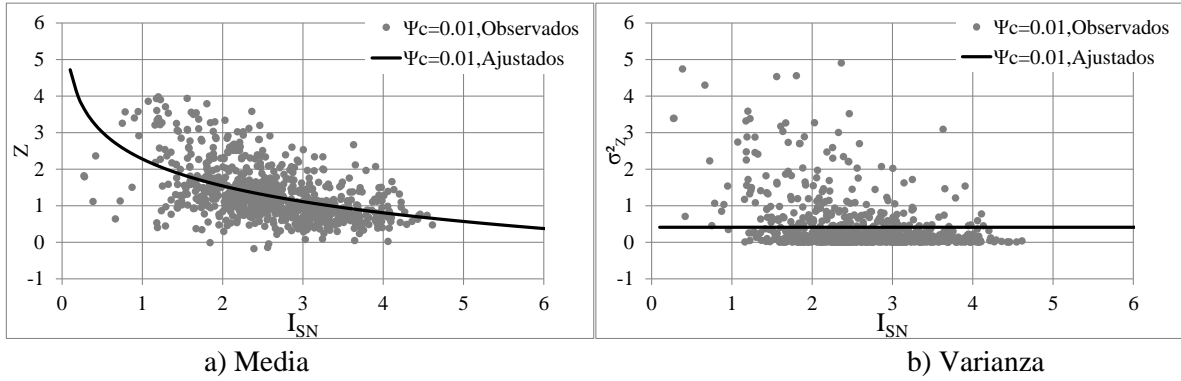 Ψc=0.01,Observados
Ψc=0.01,Ajustados
6
5
4
3
2
1
0
-1
Z
0 1 2 3 4 5 6
I_SN
a) Media
Ψc=0.01,Observados
Ψc=0.01,Ajustados
6
5
4
3
2
1
0
-1
σ²_Z
0 1 2 3 4 5 6
I_SN
b) Varianza